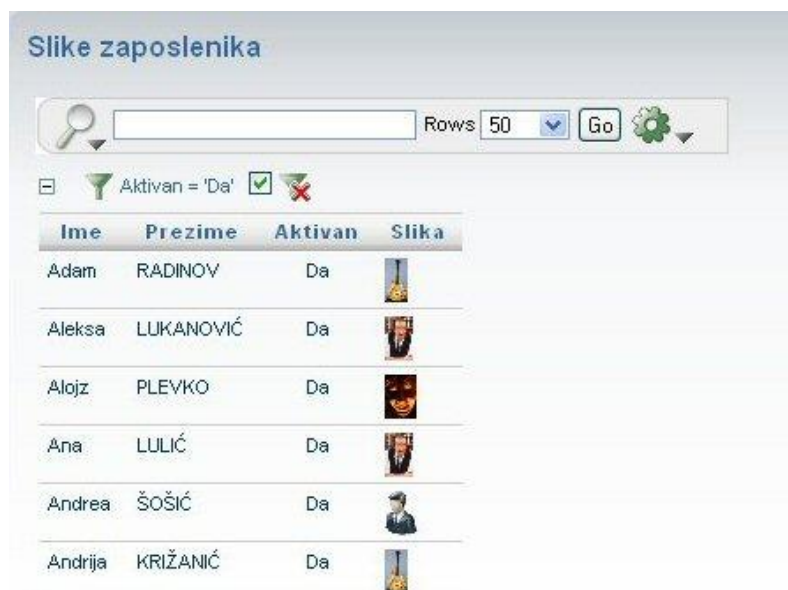 Slike zaposlenika
Rows 50 Go
Aktivan = 'Da'
Ime Prezime Aktivan Slika
Adam RADINOV Da
Aleksa LUKANOVIĆ Da
Alojz PLEVKO Da
Ana LULIĆ Da
Andrea ŠOŠIĆ Da
Andrija KRIŽANIĆ Da